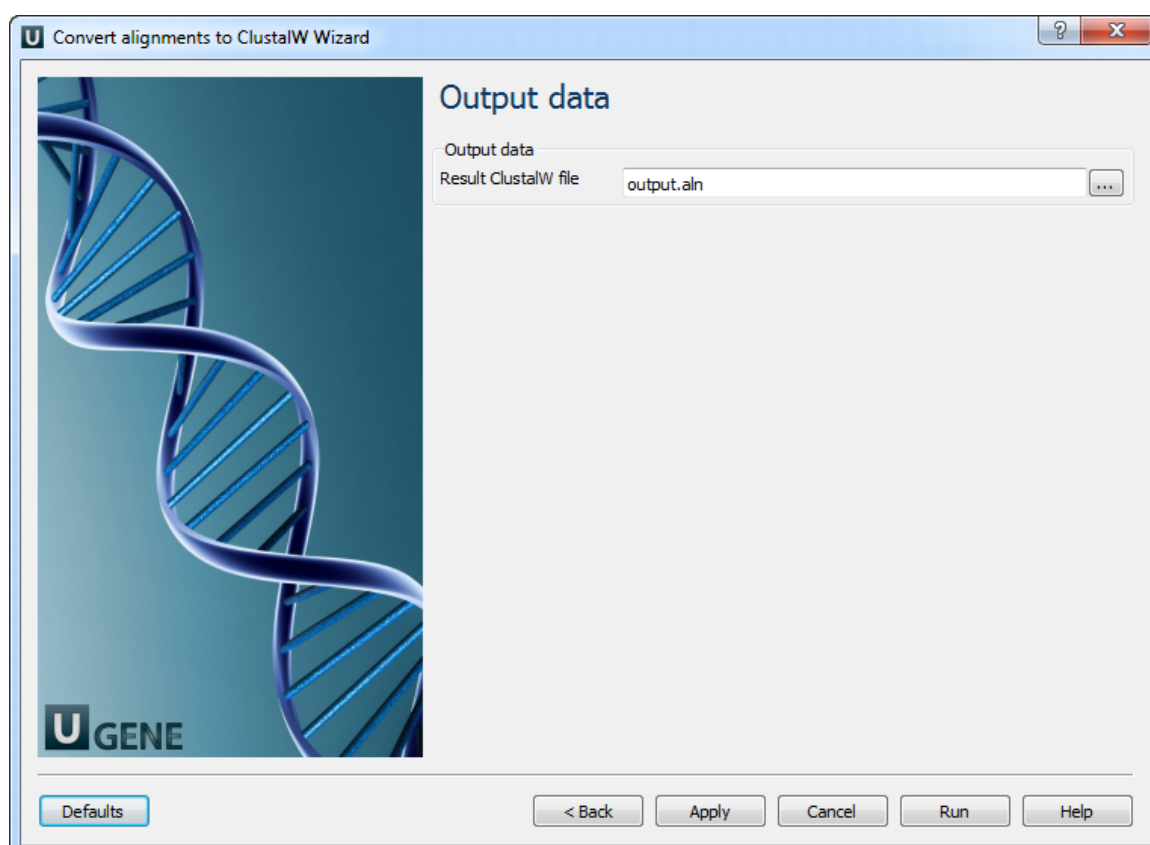 Convert alignments to ClustalW Wizard
Output data
Output data
Result ClustalW file output.aln ...
U GENE
Defaults < Back Apply Cancel Run Help